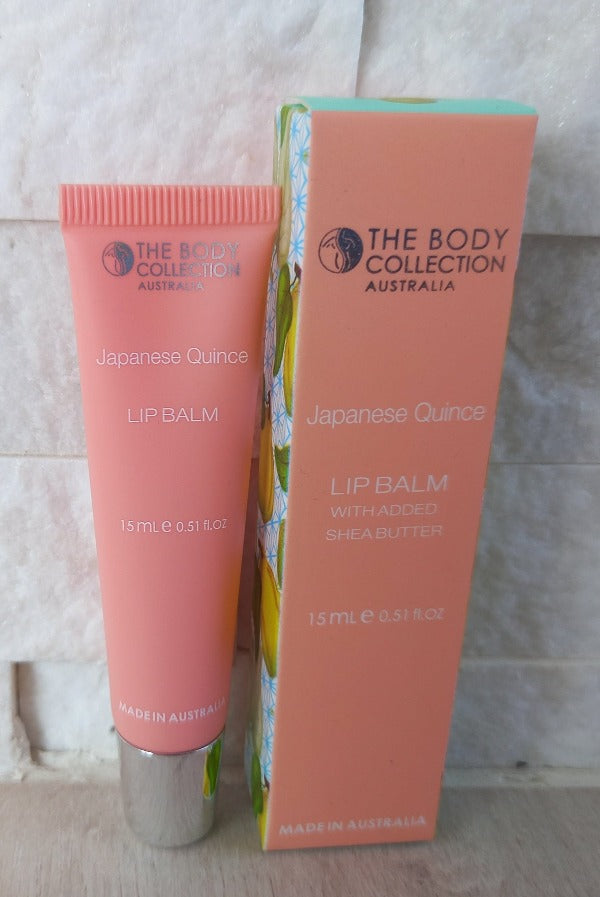 THE BODY
COLLECTION
AUSTRALIA
Japanese Quince
LIP BALM
15 mL e 0.51 fl.oz
MADE IN AUSTRALIA
THE BODY
COLLECTION
AUSTRALIA
Japanese Quince
LIP BALM
WITH ADDED
SHEA BUTTER
15 mL e 0.51 fl.oz
MADE IN AUSTRALIA